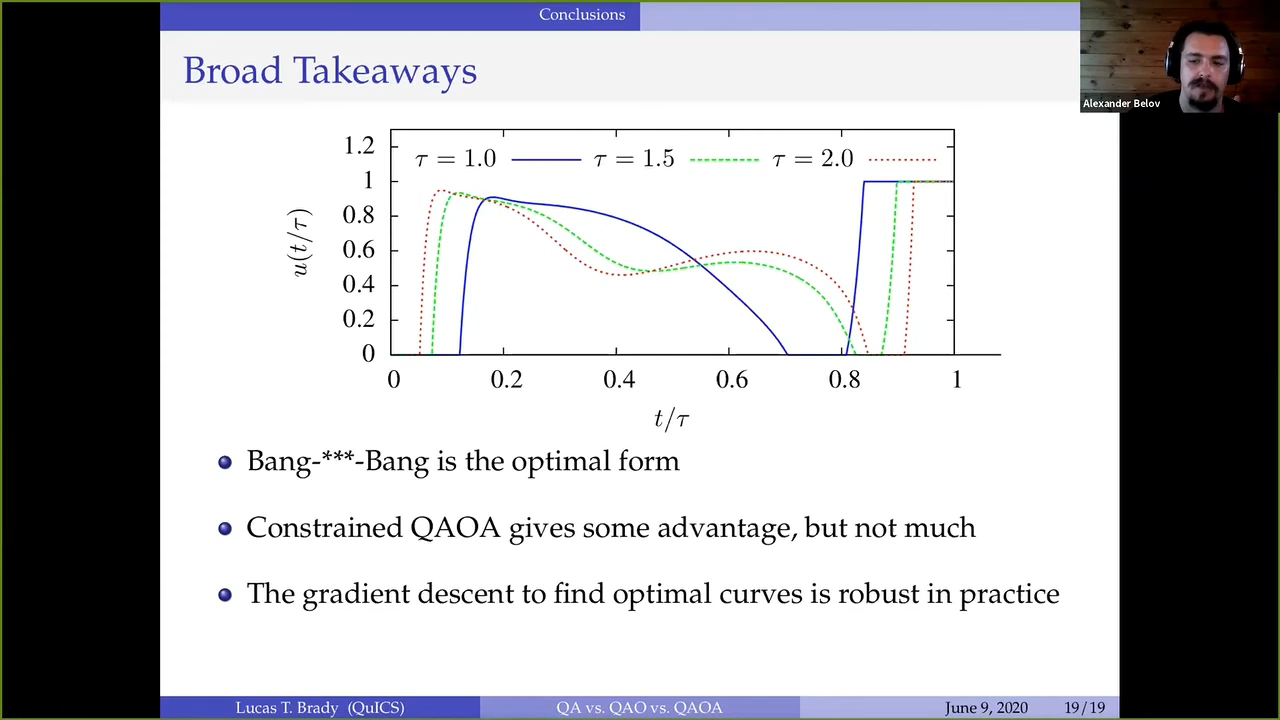 Conclusions
Broad Takeaways
Alexander Belov
τ = 1.0 τ = 1.5 τ = 2.0
1.2
1
0.8
0.6
0.4
0.2
0
u(t/τ)
0 0.2 0.4 0.6 0.8 1
t/τ
Bang-***-Bang is the optimal form
Constrained QAOA gives some advantage, but not much
The gradient descent to find optimal curves is robust in practice
Lucas T. Brady (QuICS) QA vs. QAO vs. QAOA June 9, 2020 19/19